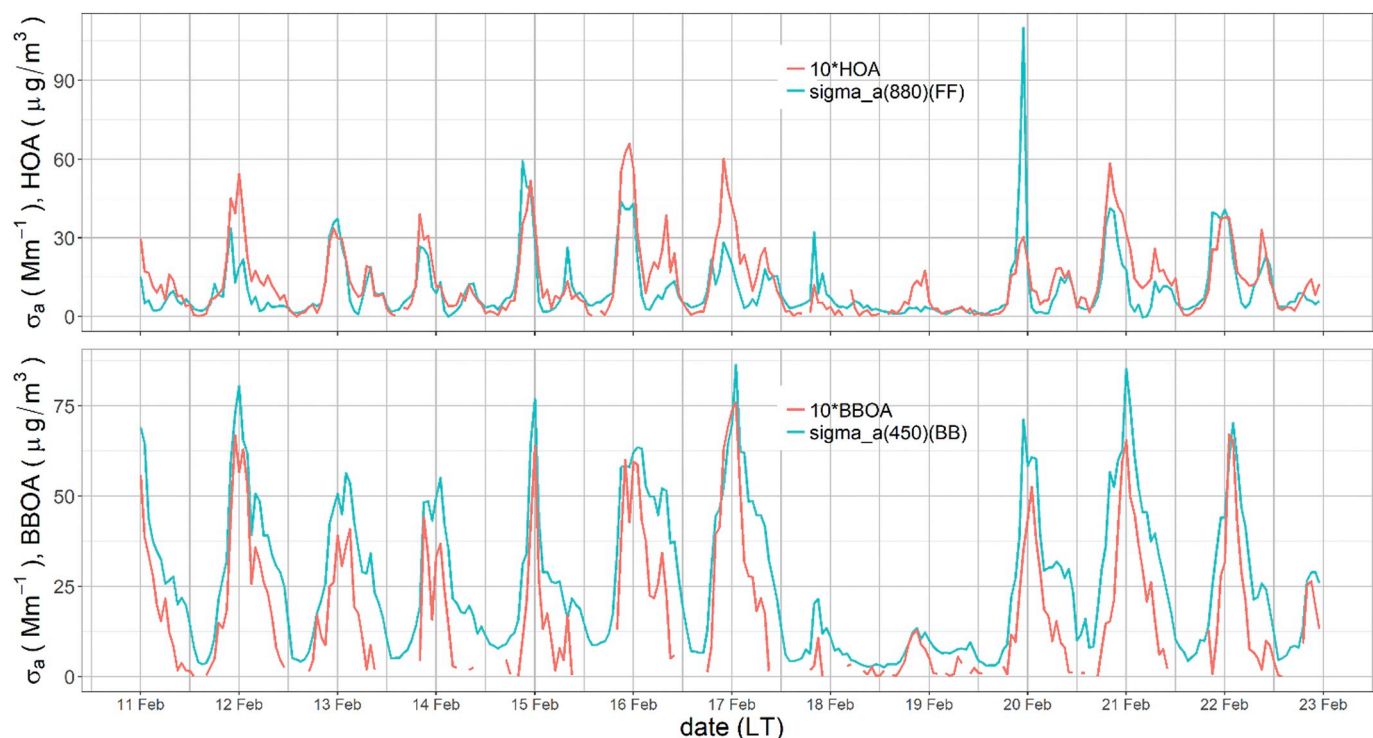 σa ( Mm⁻¹ ), HOA ( μg/m³ )
90
60
30
0
10*HOA
sigma_a(880)(FF)
σa ( Mm⁻¹ ), BBOA ( μg/m³ )
75
50
25
0
10*BBOA
sigma_a(450)(BB)
11 Feb 12 Feb 13 Feb 14 Feb 15 Feb 16 Feb 17 Feb 18 Feb 19 Feb 20 Feb 21 Feb 22 Feb 23 Feb
date (LT)